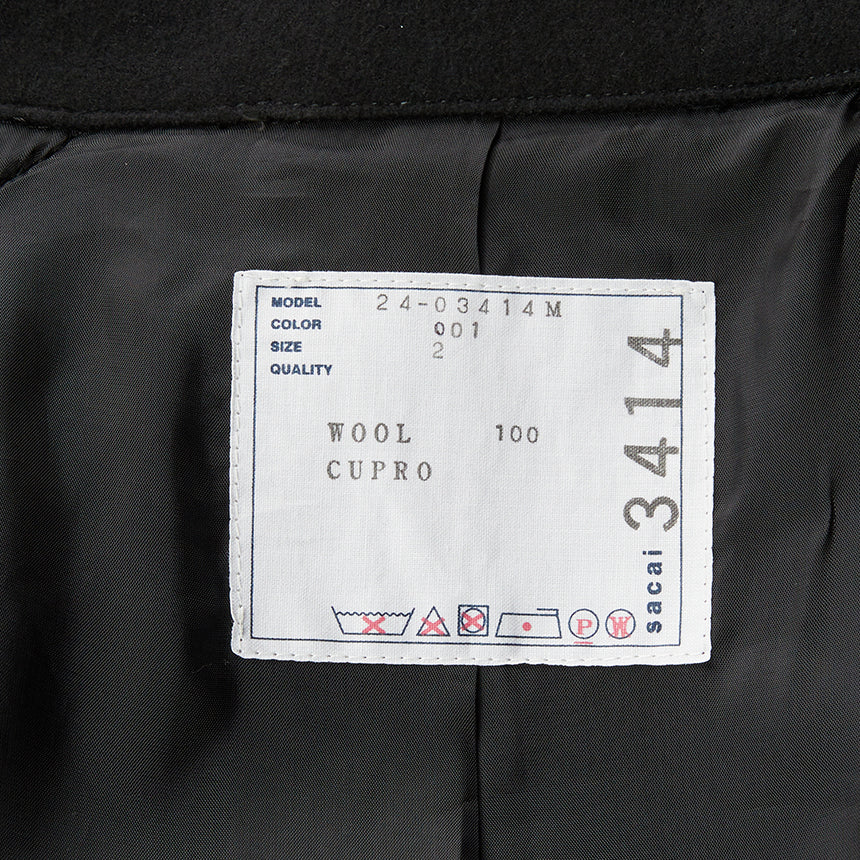 MODEL 24-03414M
COLOR 001
SIZE 2
QUALITY
WOOL 100
CUPRO
P W
sacai 3414